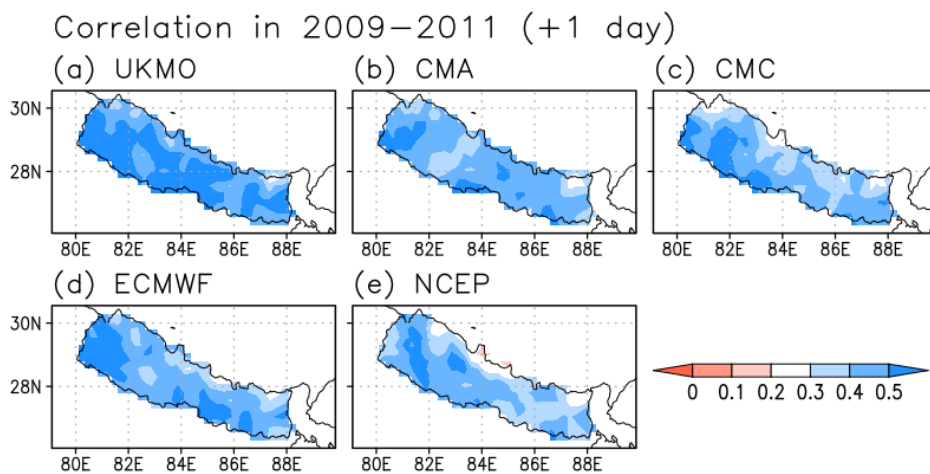 Correlation in 2009−2011 (+1 day)
(a) UKMO
(b) CMA
(c) CMC
30N
28N
80E 82E 84E 86E 88E
80E 82E 84E 86E 88E
80E 82E 84E 86E 88E
(d) ECMWF
(e) NCEP
30N
28N
80E 82E 84E 86E 88E
80E 82E 84E 86E 88E
0 0.1 0.2 0.3 0.4 0.5